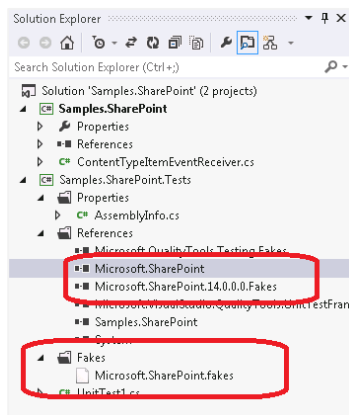 Solution Explorer
Search Solution Explorer (Ctrl+;)
Solution 'Samples.SharePoint' (2 projects)
C# Samples.SharePoint
Properties
References
C# ContentTypeItemEventReceiver.cs
C# Samples.SharePoint.Tests
Properties
C# AssemblyInfo.cs
References
Microsoft.QualityTools.Testing.Fakes
Microsoft.SharePoint
Microsoft.SharePoint.14.0.0.0.Fakes
Microsoft.VisualStudio.QualityTools.UnitTestFran
Samples.SharePoint
System
Fakes
Microsoft.SharePoint.fakes
C# UnitTest1.cs